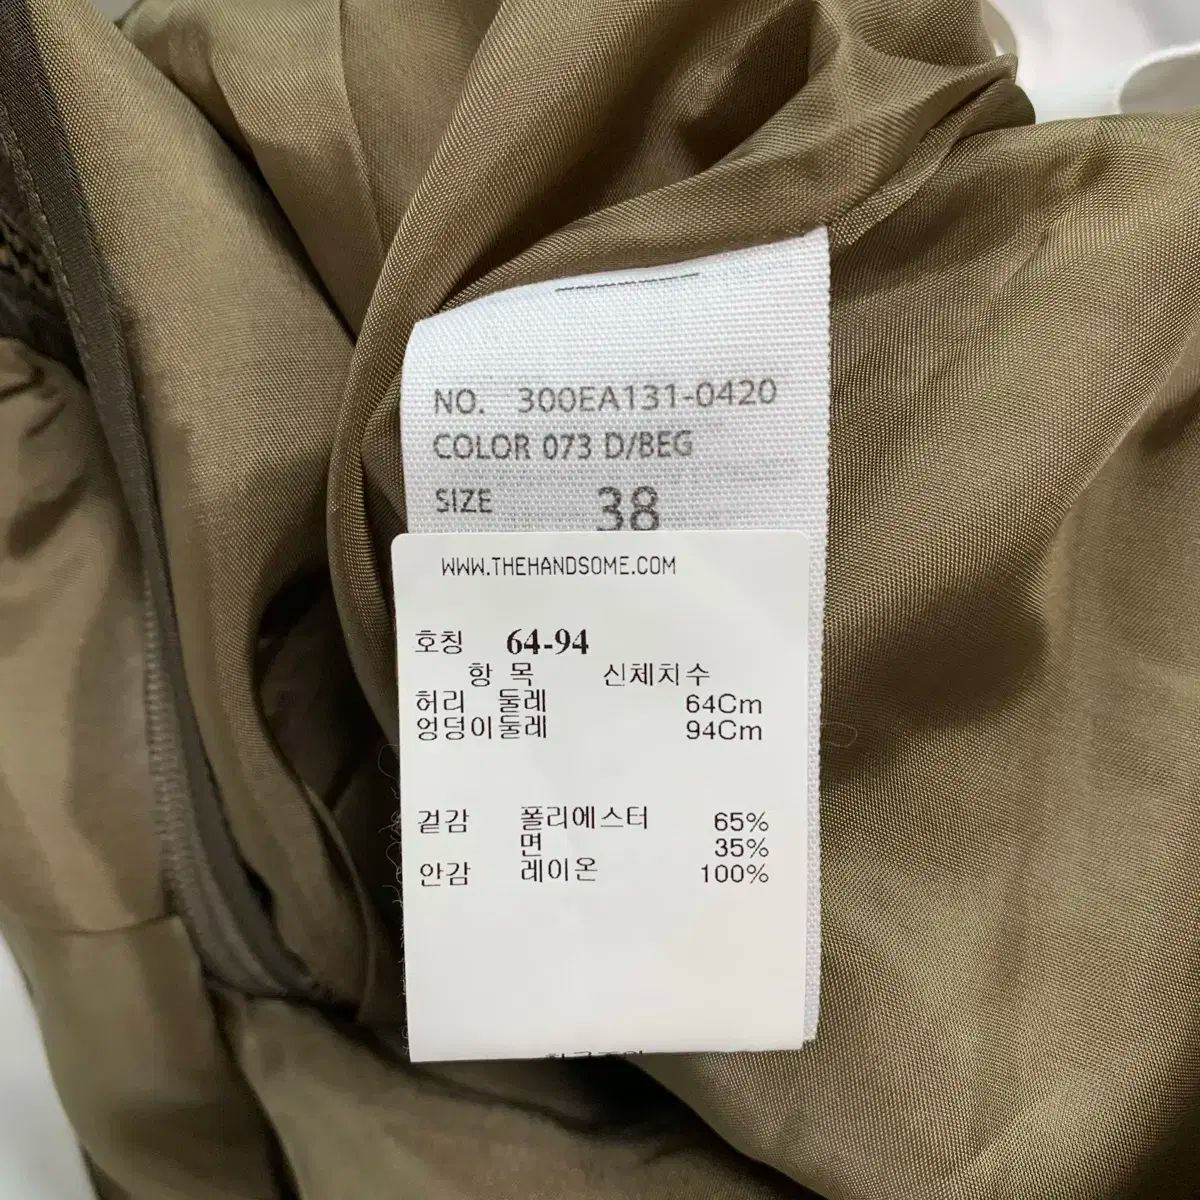 NO. 300EA131-0420
COLOR 073 D/BEG
SIZE 38
WWW.THEHANDSOME.COM
호칭 64-94
항 목 신체치수
허리 둘레 64Cm
엉덩이둘레 94Cm
겉감 폴리에스터 65%
면 35%
안감 레이온 100%